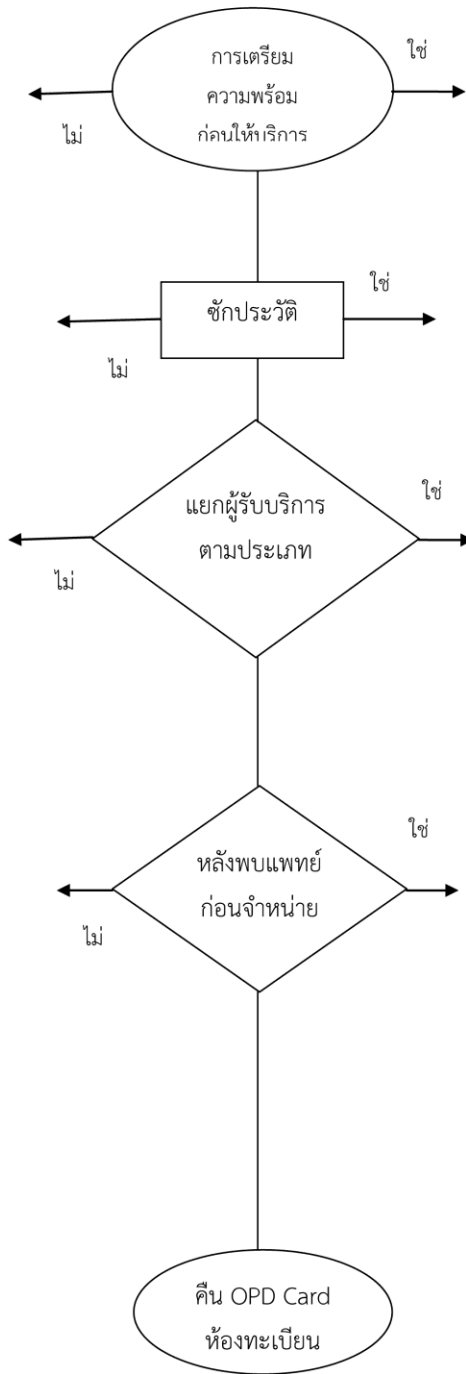 การเตรียม
ความพร้อม
ก่อนให้บริการ
ใช่
ไม่
ซักประวัติ
ใช่
ไม่
แยกผู้รับบริการ
ตามประเภท
ใช่
ไม่
หลังพบแพทย์
ก่อนจำหน่าย
ใช่
ไม่
คืน OPD Card
ห้องทะเบียน